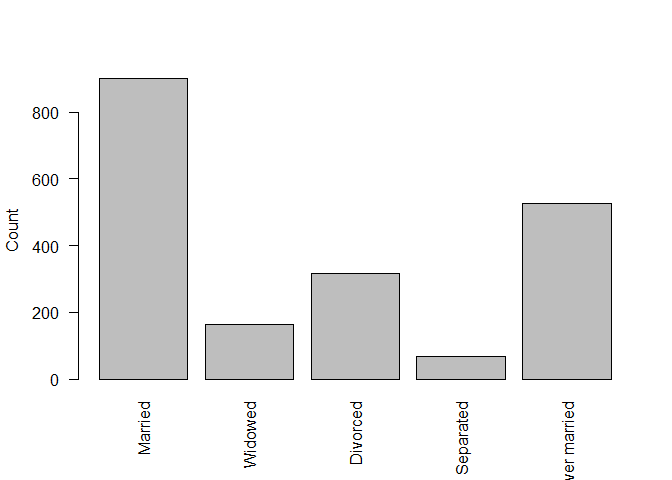 Count
800
600
400
200
0
Married
Widowed
Divorced
Separated
ver married